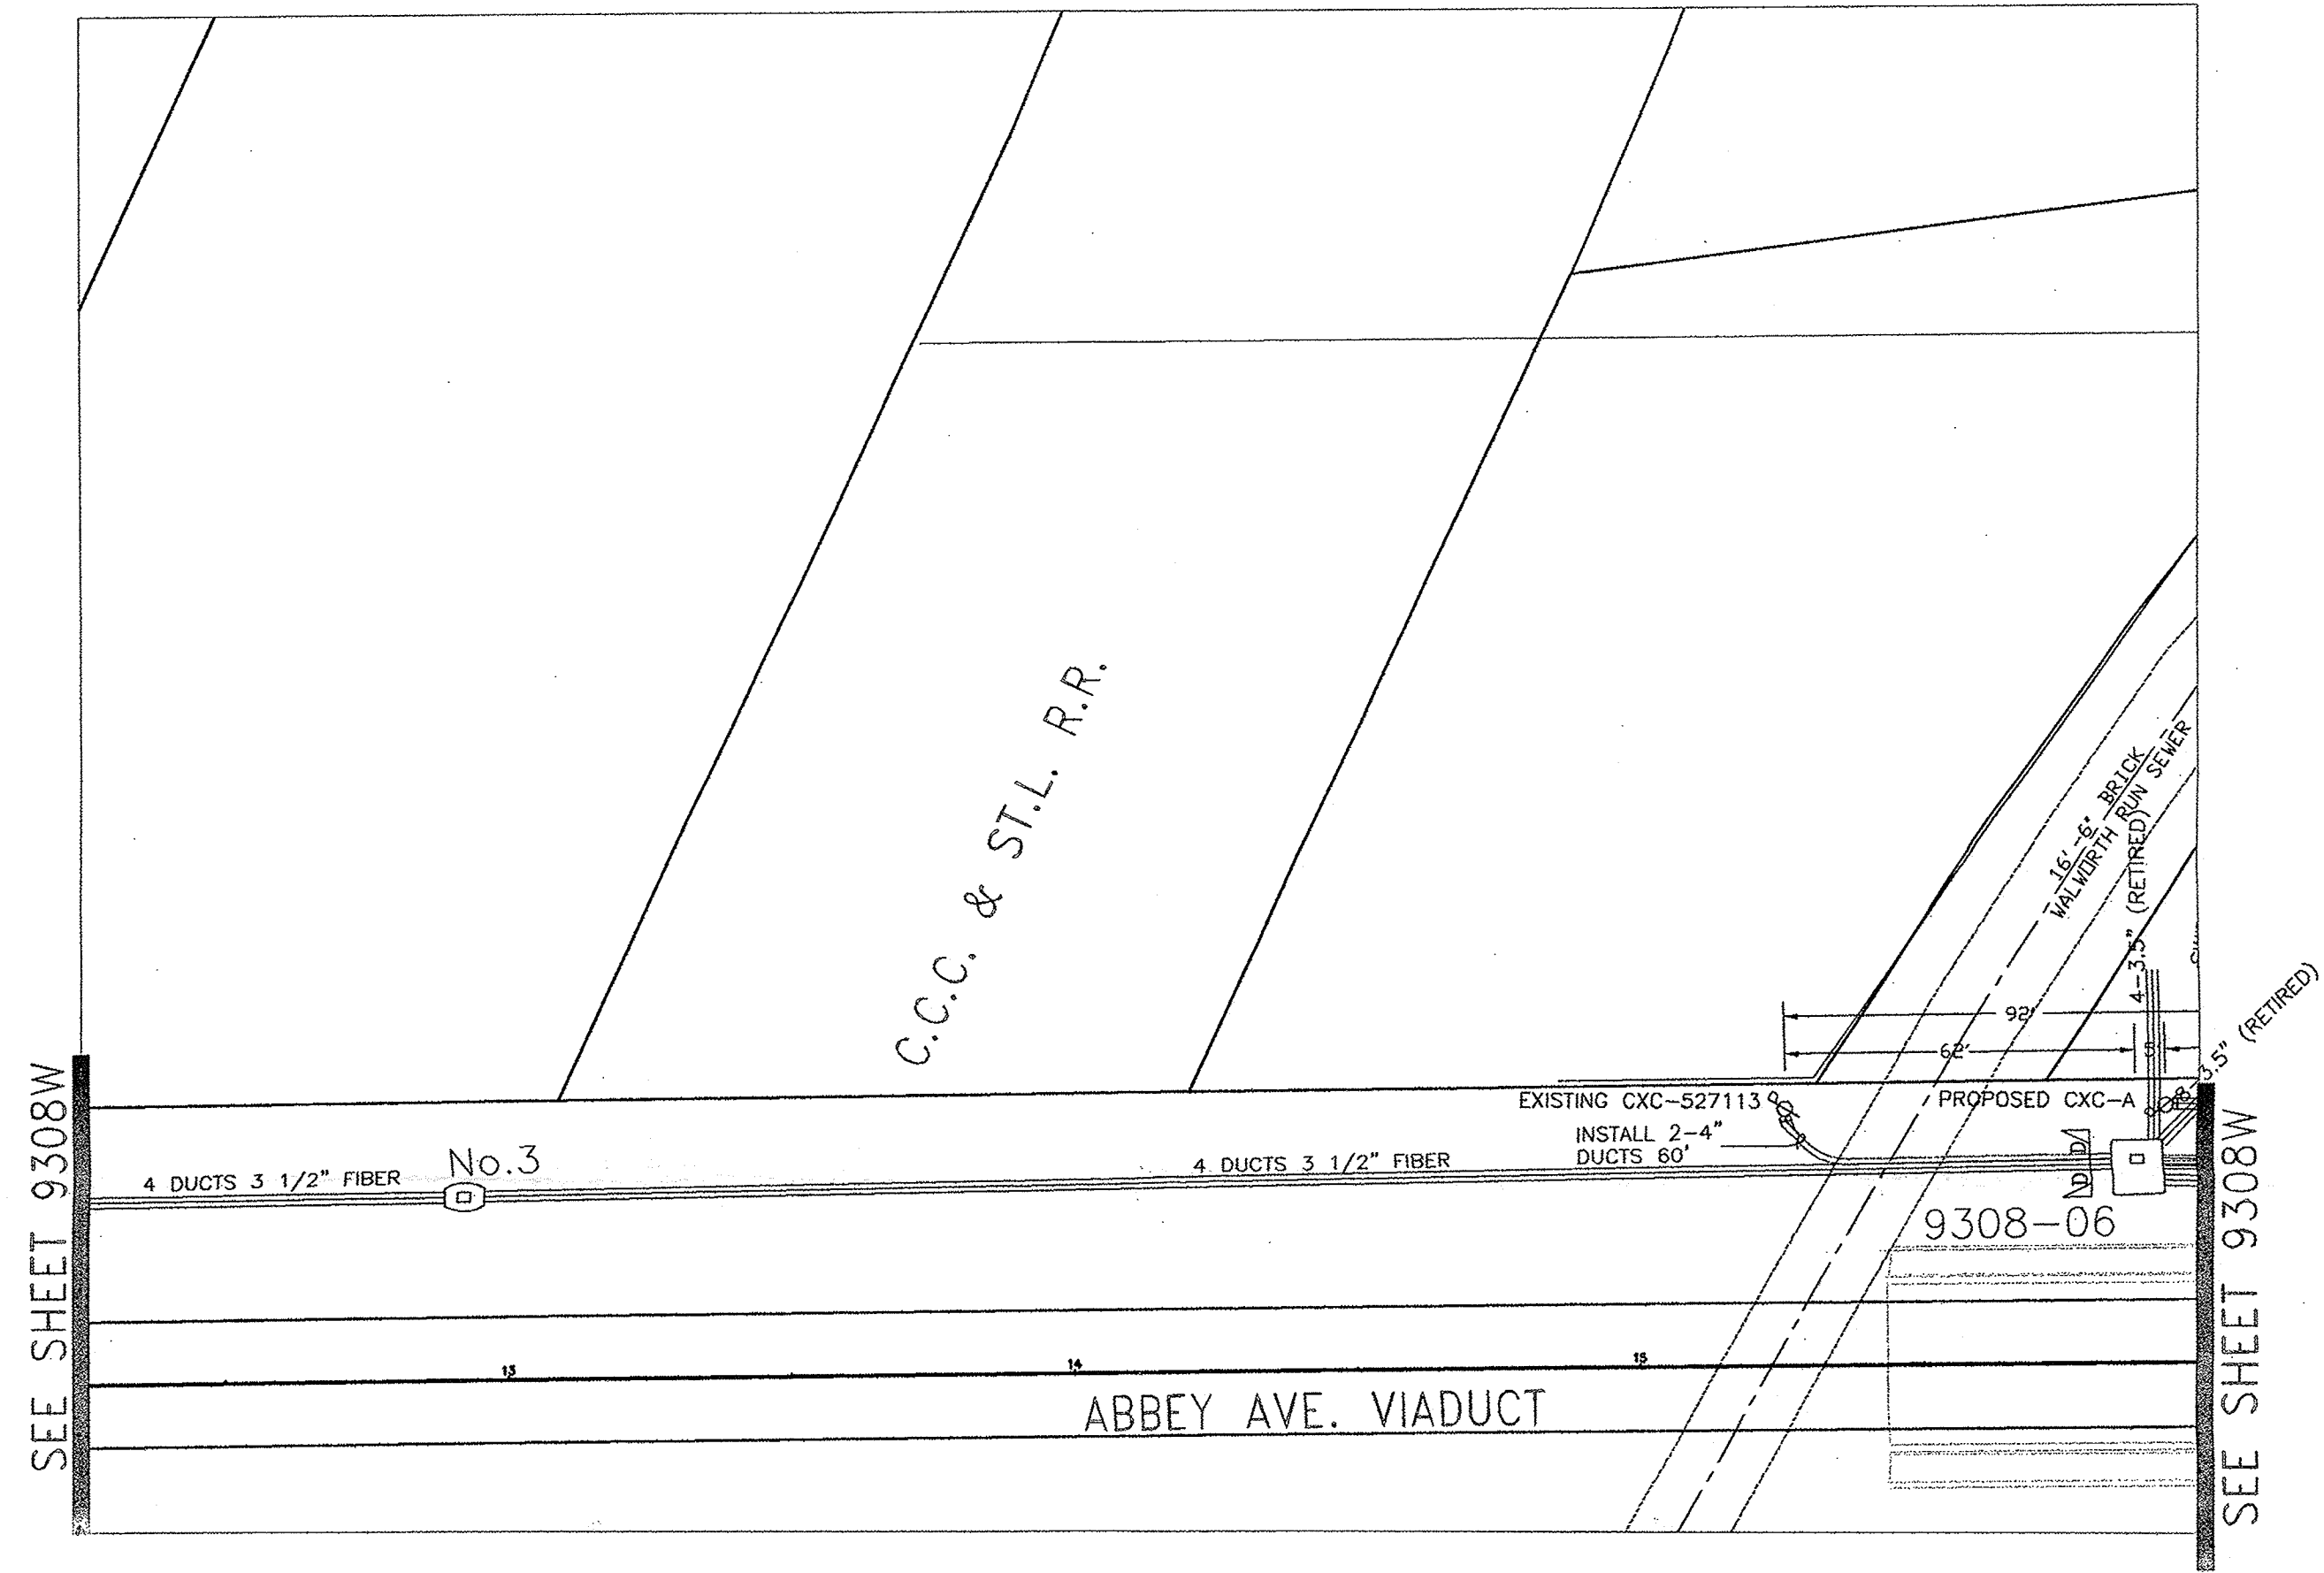 C.C.C. & ST.L. R.R.
16'-6" BRICK
WALWORTH RUN SEWER
4-3.5" (RETIRED)
92'
62'
5'
8-3.5" (RETIRED)
EXISTING CXC-527113
PROPOSED CXC-A
INSTALL 2-4"
DUCTS 60'
4 DUCTS 3 1/2" FIBER
No.3
4 DUCTS 3 1/2" FIBER
D
D
9308-06
13
14
15
ABBEY AVE. VIADUCT
SEE SHEET 9308W
SEE SHEET 9308W